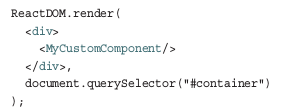 ReactDOM.render(
  <div>
    <MyCustomComponent/>
  </div>,
  document.querySelector("#container")
);